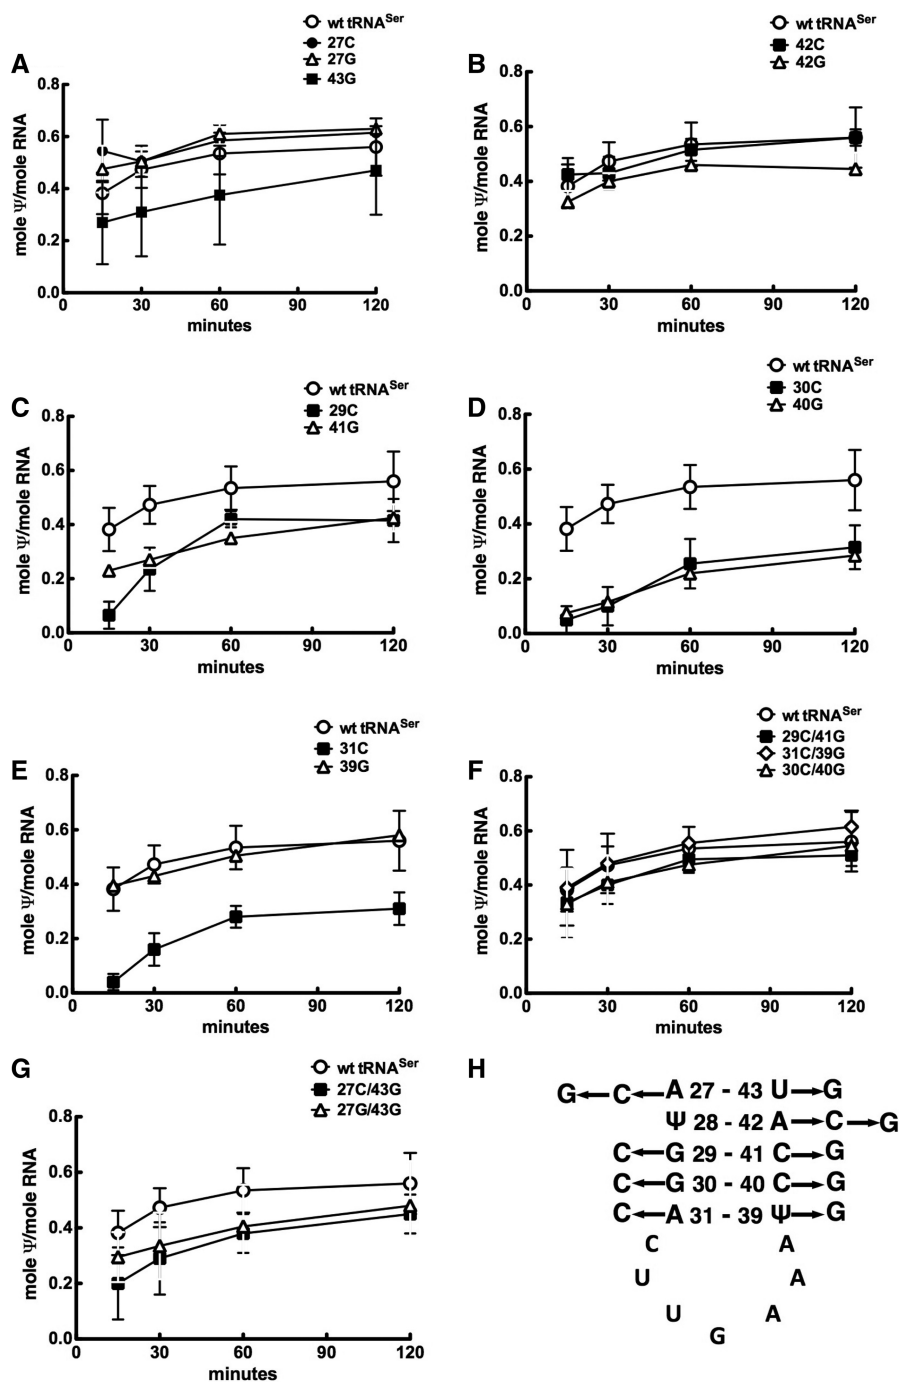 A
wt tRNA^Ser
27C
27G
43G
mole Ψ/mole RNA
0.8
0.6
0.4
0.2
0.0
0 30 60 90 120
minutes
B
wt tRNA^Ser
42C
42G
mole Ψ/mole RNA
0.8
0.6
0.4
0.2
0.0
0 30 60 90 120
minutes
C
wt tRNA^Ser
29C
41G
mole Ψ/mole RNA
0.8
0.6
0.4
0.2
0.0
0 30 60 90 120
minutes
D
wt tRNA^Ser
30C
40G
mole Ψ/mole RNA
0.8
0.6
0.4
0.2
0.0
0 30 60 90 120
minutes
E
wt tRNA^Ser
31C
39G
mole Ψ/mole RNA
0.8
0.6
0.4
0.2
0.0
0 30 60 90 120
minutes
F
wt tRNA^Ser
29C/41G
31C/39G
30C/40G
mole Ψ/mole RNA
0.8
0.6
0.4
0.2
0.0
0 30 60 90 120
minutes
G
wt tRNA^Ser
27C/43G
27G/43G
mole Ψ/mole RNA
0.8
0.6
0.4
0.2
0.0
0 30 60 90 120
minutes
H
G←C←A 27 - 43 U→G
Ψ 28 - 42 A→C→G
C←G 29 - 41 C→G
C←G 30 - 40 C→G
C←A 31 - 39 Ψ→G
C A
U A
U A
G